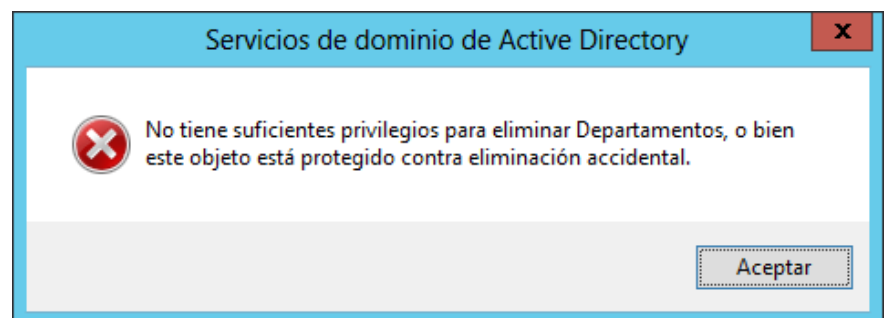 Servicios de dominio de Active Directory
x
No tiene suficientes privilegios para eliminar Departamentos, o bien
este objeto está protegido contra eliminación accidental.
Aceptar